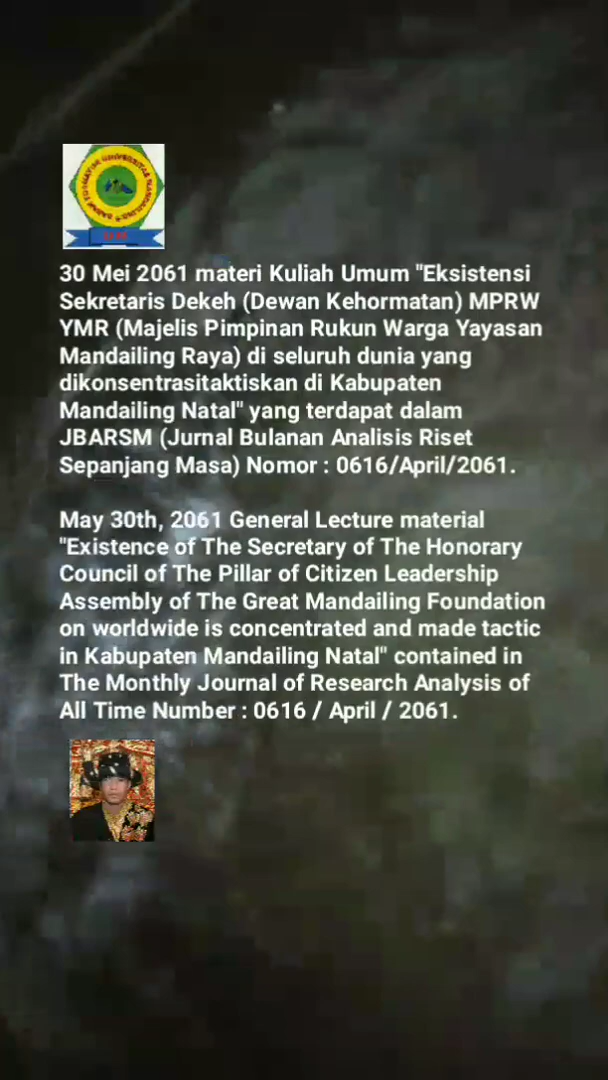 30 Mei 2061 materi Kuliah Umum "Eksistensi
Sekretaris Dekeh (Dewan Kehormatan) MPRW
YMR (Majelis Pimpinan Rukun Warga Yayasan
Mandailing Raya) di seluruh dunia yang
dikonsentrasitaktiskan di Kabupaten
Mandailing Natal" yang terdapat dalam
JBARSM (Jurnal Bulanan Analisis Riset
Sepanjang Masa) Nomor : 0616/April/2061.
May 30th, 2061 General Lecture material
"Existence of The Secretary of The Honorary
Council of The Pillar of Citizen Leadership
Assembly of The Great Mandailing Foundation
on worldwide is concentrated and made tactic
in Kabupaten Mandailing Natal" contained in
The Monthly Journal of Research Analysis of
All Time Number : 0616 / April / 2061.